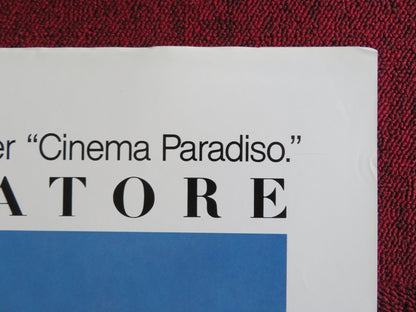 er “Cinema Paradiso.”
ATORE